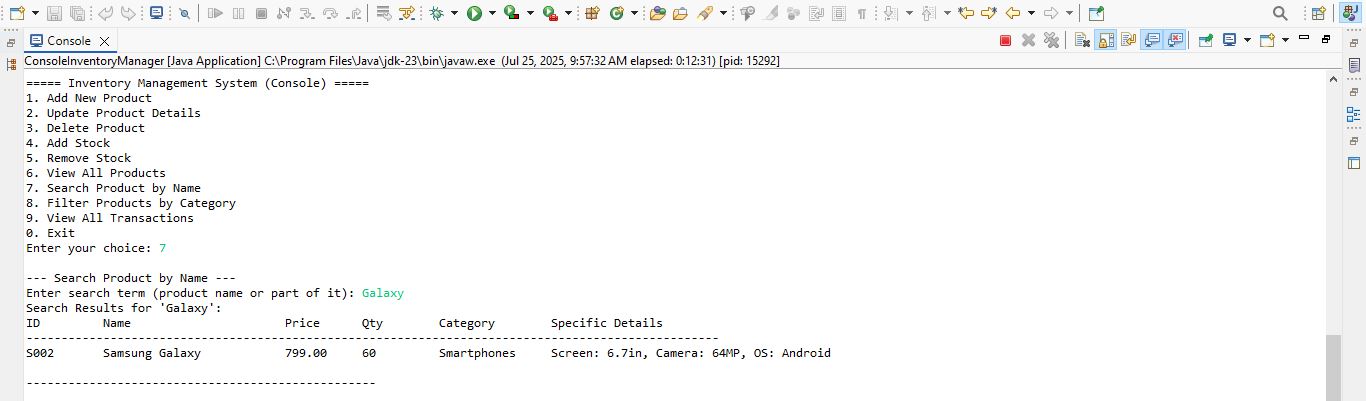 Console
ConsoleInventoryManager [Java Application] C:\Program Files\Java\jdk-23\bin\javaw.exe (Jul 25, 2025, 9:57:32 AM elapsed: 0:12:31) [pid: 15292]
===== Inventory Management System (Console) =====
1. Add New Product
2. Update Product Details
3. Delete Product
4. Add Stock
5. Remove Stock
6. View All Products
7. Search Product by Name
8. Filter Products by Category
9. View All Transactions
0. Exit
Enter your choice: 7
--- Search Product by Name ---
Enter search term (product name or part of it): Galaxy
Search Results for 'Galaxy':
ID Name Price Qty Category Specific Details
---------------------------------------------------------------------------------------------------
S002 Samsung Galaxy 799.00 60 Smartphones Screen: 6.7in, Camera: 64MP, OS: Android
--------------------------------------------------